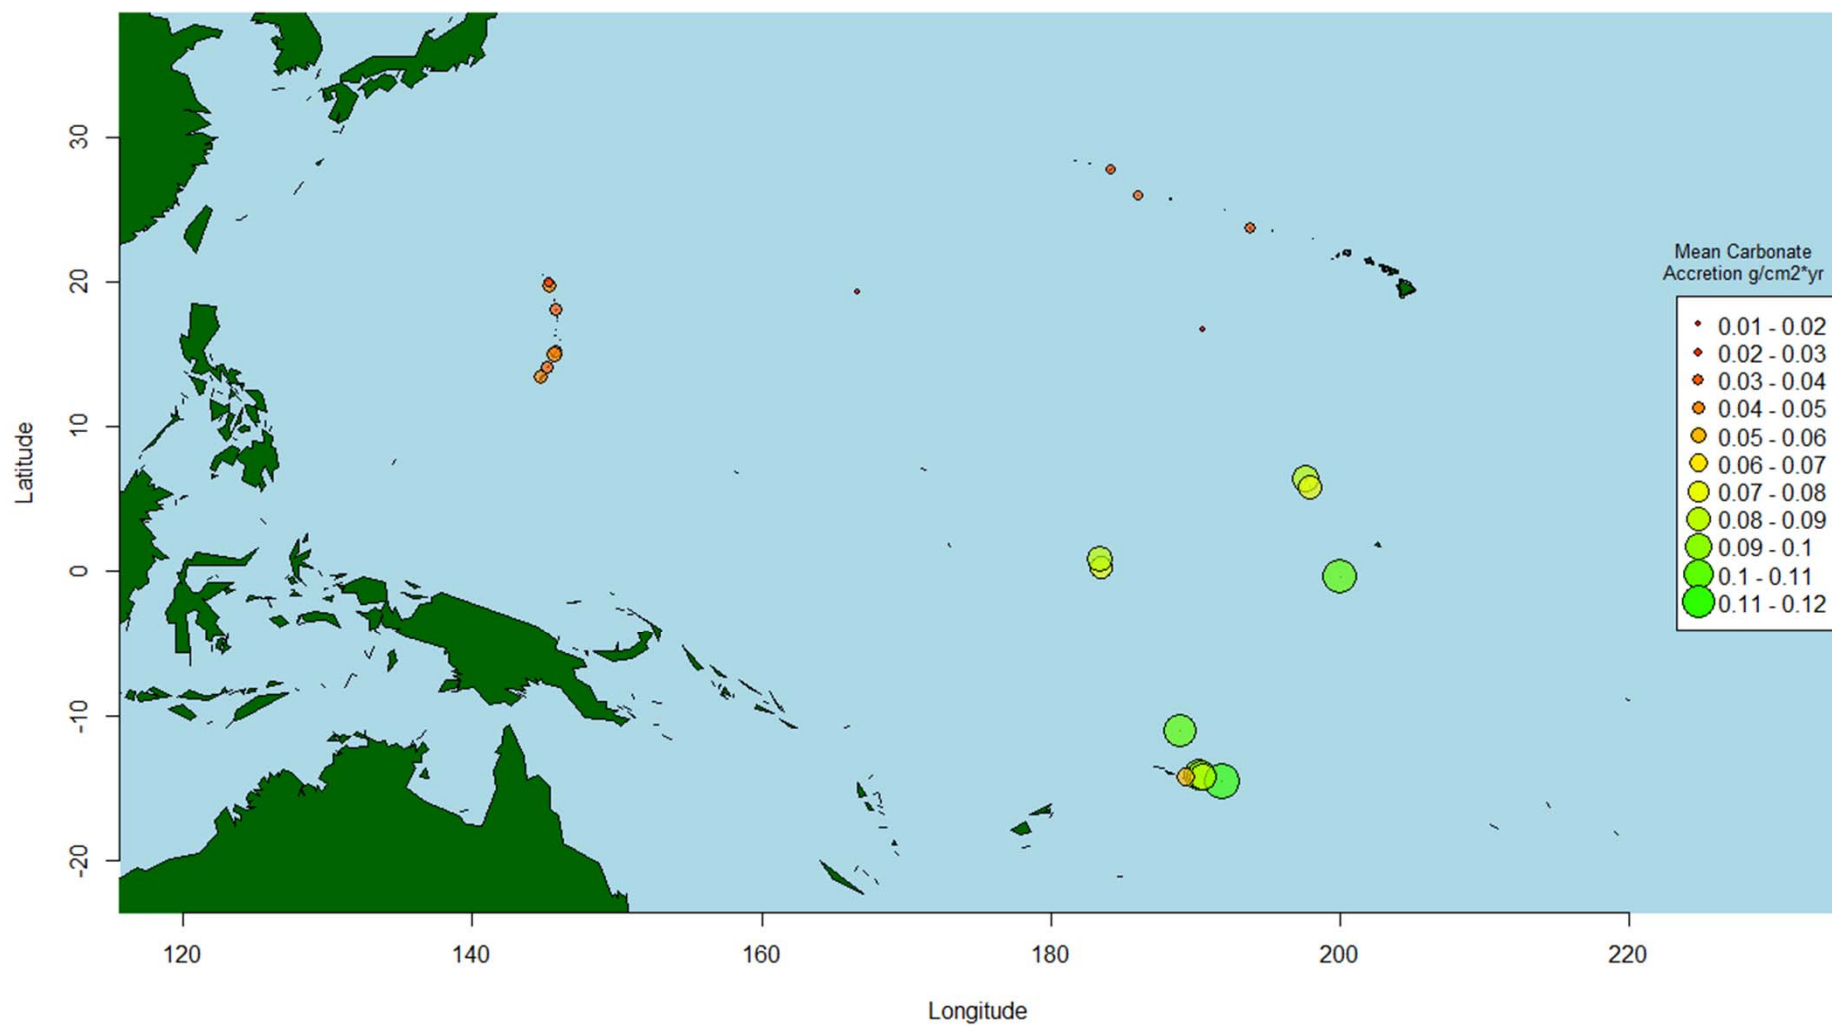 30
20
10
0
-10
-20
Latitude
120 140 160 180 200 220
Longitude
Mean Carbonate
Accretion g/cm2*yr
0.01 - 0.02
0.02 - 0.03
0.03 - 0.04
0.04 - 0.05
0.05 - 0.06
0.06 - 0.07
0.07 - 0.08
0.08 - 0.09
0.09 - 0.1
0.1 - 0.11
0.11 - 0.12